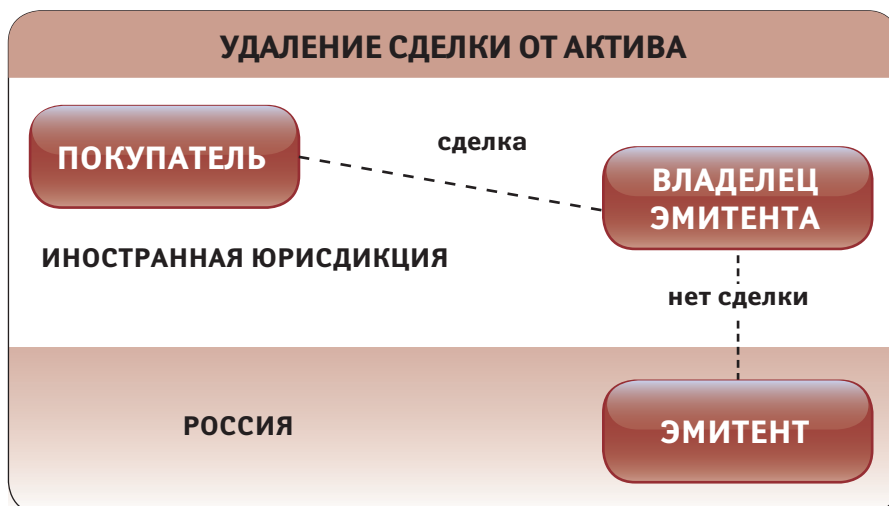 УДАЛЕНИЕ СДЕЛКИ ОТ АКТИВА
ПОКУПАТЕЛЬ
сделка
ВЛАДЕЛЕЦ
ЭМИТЕНТА
ИНОСТРАННАЯ ЮРИСДИКЦИЯ
нет сделки
РОССИЯ
ЭМИТЕНТ